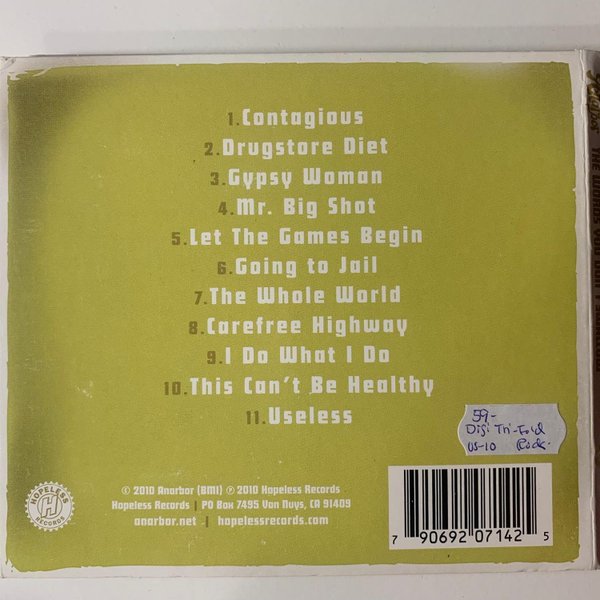 1.Contagious
2.Drugstore Diet
3.Gypsy Woman
4.Mr. Big Shot
5.Let The Games Begin
6.Going to Jail
7.The Whole World
8.Carefree Highway
9.I Do What I Do
10.This Can't Be Healthy
11.Useless
59-
Digi Tri-Fold
US-10 Rock.
© 2010 Anarbor (BMI) ℗ 2010 Hopeless Records
Hopeless Records | PO Box 7495 Van Nuys, CA 91409
anarbor.net | hopelessrecords.com
HOPELESS
H
RECORDS
7 90692 07142 5